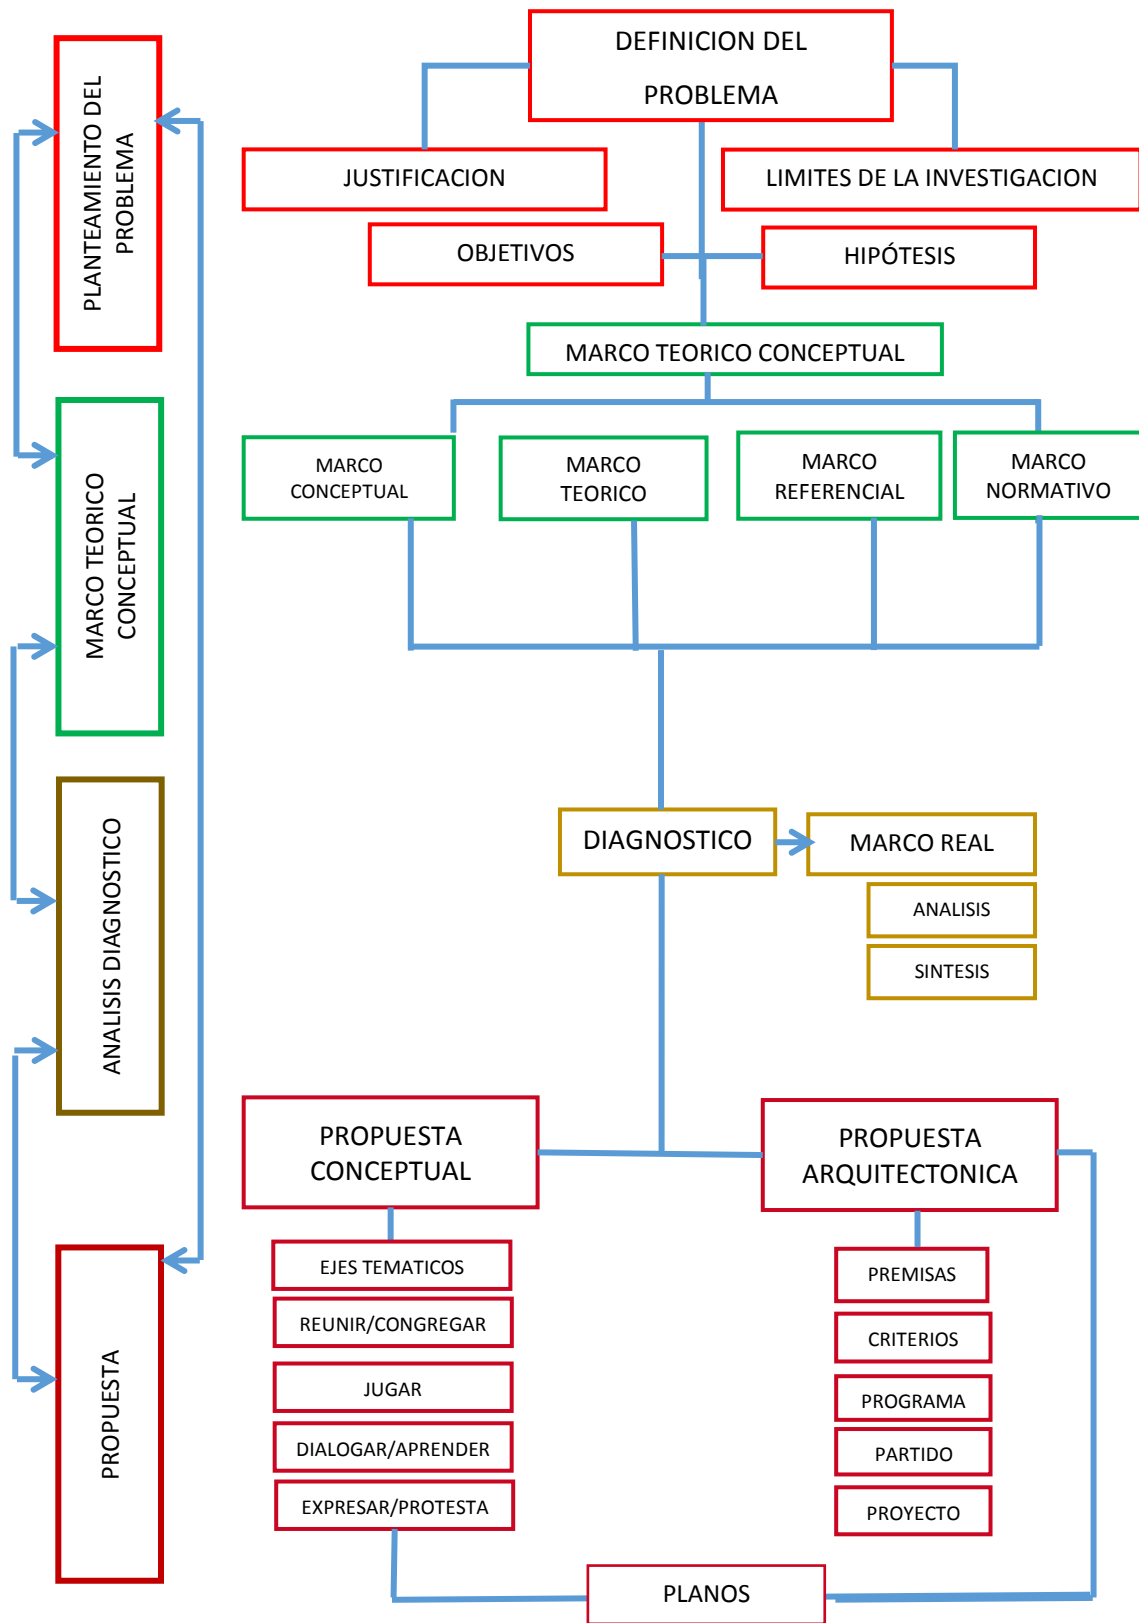 PLANTEAMIENTO DEL
PROBLEMA
MARCO TEORICO
CONCEPTUAL
ANALISIS DIAGNOSTICO
PROPUESTA
DEFINICION DEL
PROBLEMA
JUSTIFICACION
LIMITES DE LA INVESTIGACION
OBJETIVOS
HIPÓTESIS
MARCO TEORICO CONCEPTUAL
MARCO
CONCEPTUAL
MARCO
TEORICO
MARCO
REFERENCIAL
MARCO
NORMATIVO
DIAGNOSTICO
MARCO REAL
ANALISIS
SINTESIS
PROPUESTA
CONCEPTUAL
EJES TEMATICOS
REUNIR/CONGREGAR
JUGAR
DIALOGAR/APRENDER
EXPRESAR/PROTESTA
PROPUESTA
ARQUITECTONICA
PREMISAS
CRITERIOS
PROGRAMA
PARTIDO
PROYECTO
PLANOS